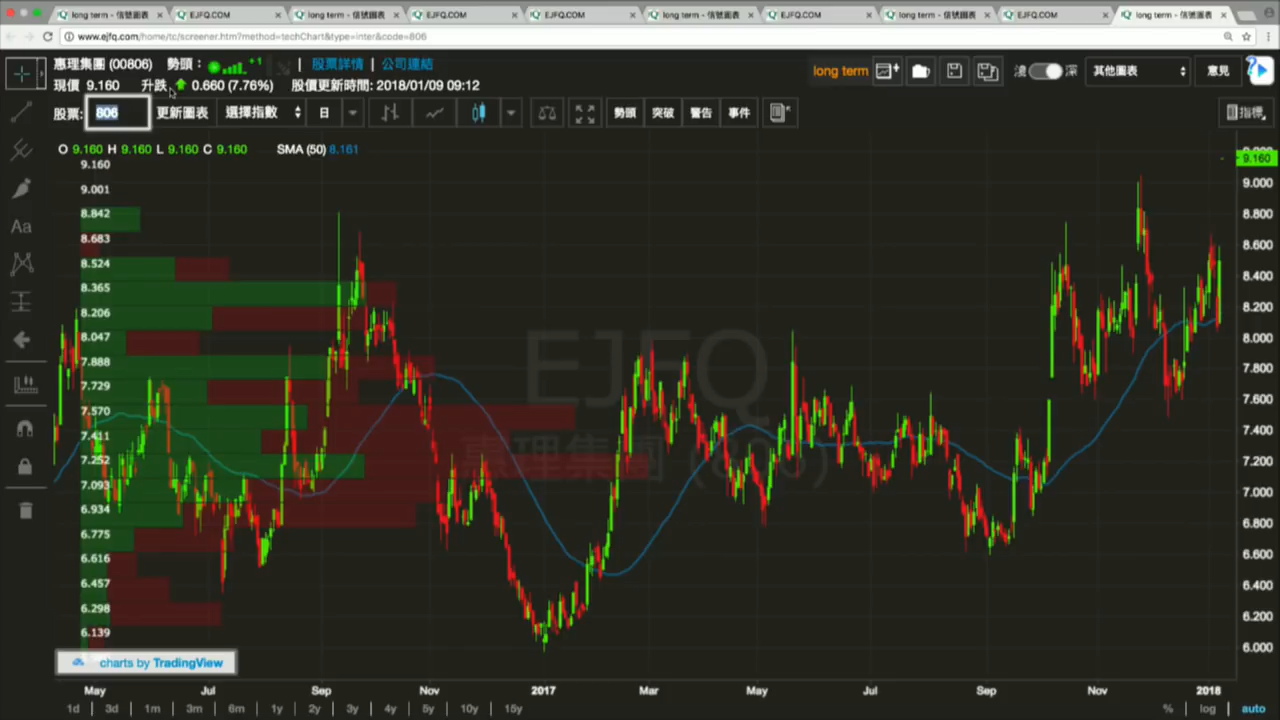 long term - 信號圖表 × EJFQ.COM × long term - 信號圖表 × EJFQ.COM × EJFQ.COM × long term - 信號圖表 × EJFQ.COM × long term - 信號圖表 × EJFQ.COM × long term - 信號圖表 ×
www.ejfq.com/home/tc/screener.htm?method=techChart&type=inter&code=806
惠理集團 (00806) 勢頭： +1 | 股票詳情 | 公司連結
long term 淺 深 其他圖表 意見
現價 9.160 升跌 0.660 (7.76%) 股價更新時間: 2018/01/09 09:12
股票: 806 更新圖表 選擇指數 日 勢頭 突破 警告 事件 指標
O 9.160 H 9.160 L 9.160 C 9.160 SMA (50) 8.161
9.160
9.001
8.842
8.683
8.524
8.365
8.206
8.047
7.888
7.729
7.570
7.411
7.252
7.093
6.934
6.775
6.616
6.457
6.298
6.139
EJFQ
惠理集團 (806)
9.160
9.000
8.800
8.600
8.400
8.200
8.000
7.800
7.600
7.400
7.200
7.000
6.800
6.600
6.400
6.200
6.000
Aa
charts by TradingView
May Jul Sep Nov 2017 Mar May Jul Sep Nov 2018
1d | 3d | 1m | 3m | 6m | 1y | 2y | 3y | 4y | 5y | 10y | 15y
% | log | auto